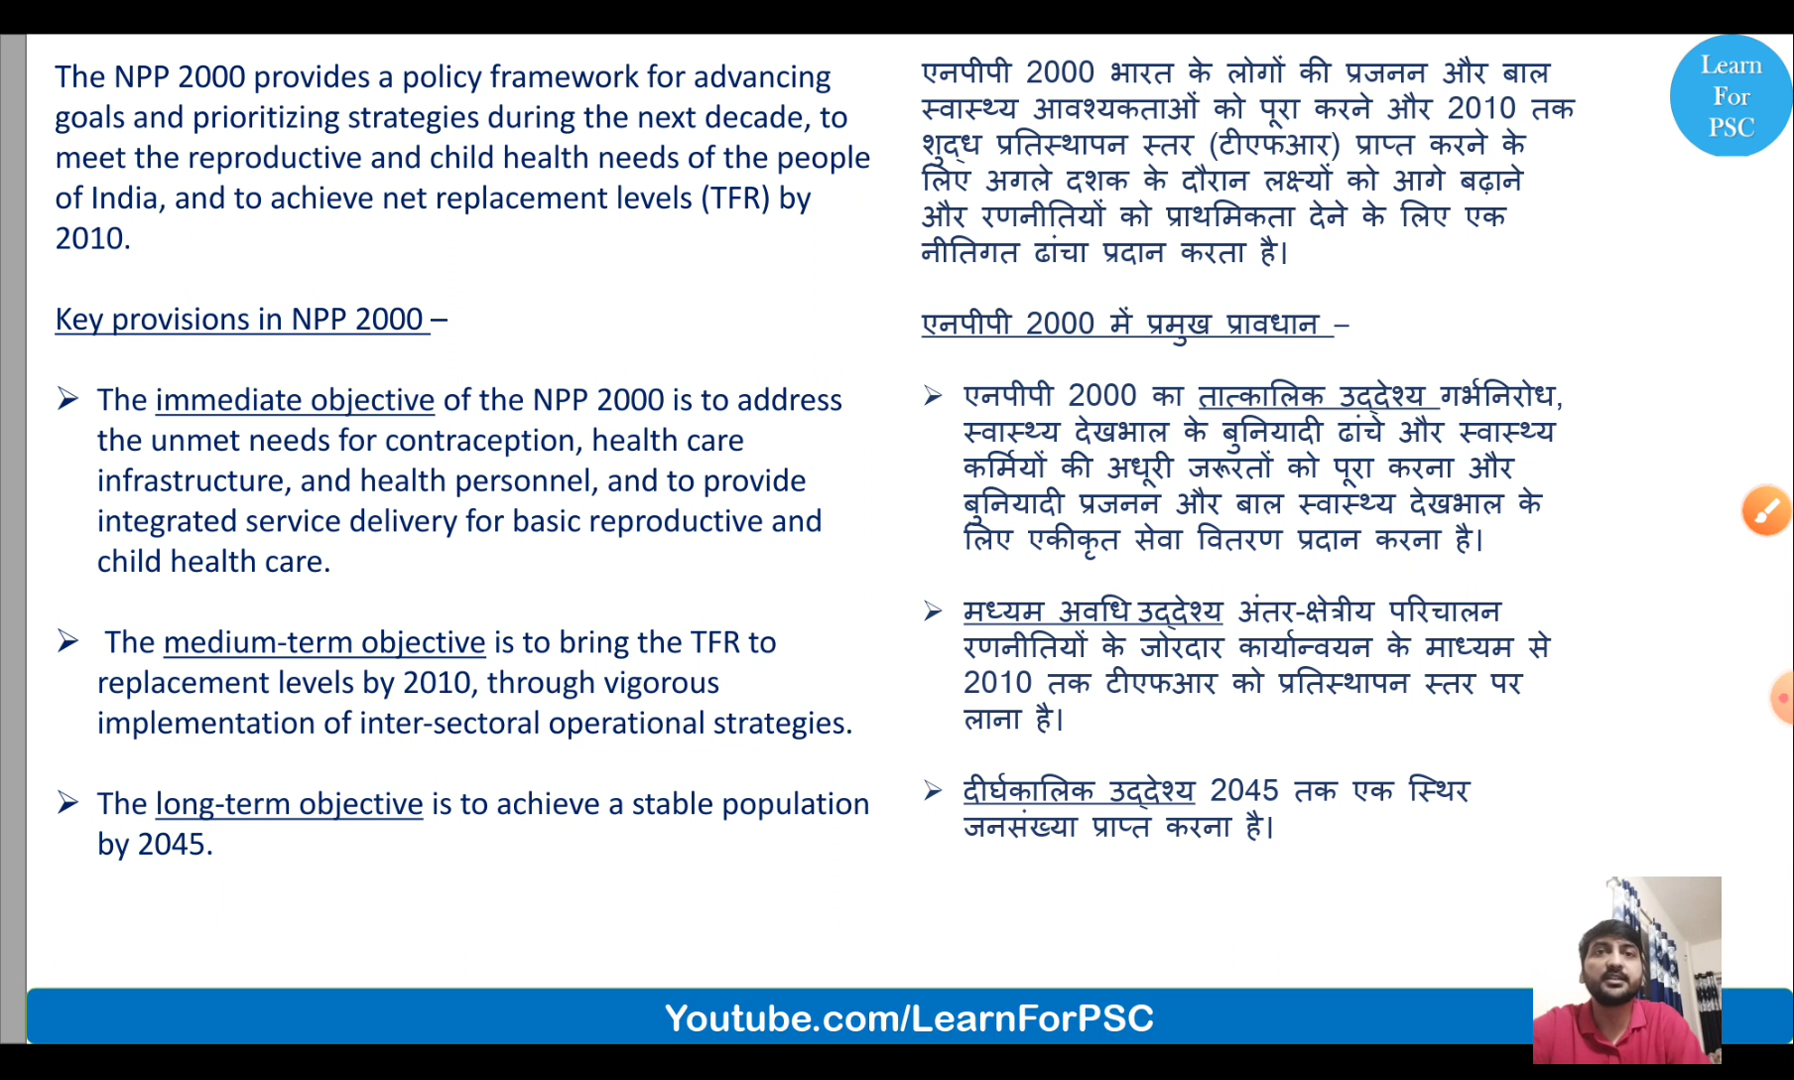 The NPP 2000 provides a policy framework for advancing
goals and prioritizing strategies during the next decade, to
meet the reproductive and child health needs of the people
of India, and to achieve net replacement levels (TFR) by
2010.
Key provisions in NPP 2000 –
➢ The immediate objective of the NPP 2000 is to address
the unmet needs for contraception, health care
infrastructure, and health personnel, and to provide
integrated service delivery for basic reproductive and
child health care.
➢ The medium-term objective is to bring the TFR to
replacement levels by 2010, through vigorous
implementation of inter-sectoral operational strategies.
➢ The long-term objective is to achieve a stable population
by 2045.
एनपीपी 2000 भारत के लोगों की प्रजनन और बाल
स्वास्थ्य आवश्यकताओं को पूरा करने और 2010 तक
शुद्ध प्रतिस्थापन स्तर (टीएफआर) प्राप्त करने के
लिए अगले दशक के दौरान लक्ष्यों को आगे बढ़ाने
और रणनीतियों को प्राथमिकता देने के लिए एक
नीतिगत ढांचा प्रदान करता है।
एनपीपी 2000 में प्रमुख प्रावधान –
➢ एनपीपी 2000 का तात्कालिक उद्देश्य गर्भनिरोध,
स्वास्थ्य देखभाल के बुनियादी ढांचे और स्वास्थ्य
कर्मियों की अधूरी जरूरतों को पूरा करना और
बुनियादी प्रजनन और बाल स्वास्थ्य देखभाल के
लिए एकीकृत सेवा वितरण प्रदान करना है।
➢ मध्यम अवधि उद्देश्य अंतर-क्षेत्रीय परिचालन
रणनीतियों के जोरदार कार्यान्वयन के माध्यम से
2010 तक टीएफआर को प्रतिस्थापन स्तर पर
लाना है।
➢ दीर्घकालिक उद्देश्य 2045 तक एक स्थिर
जनसंख्या प्राप्त करना है।
Learn
For
PSC
Youtube.com/LearnForPSC